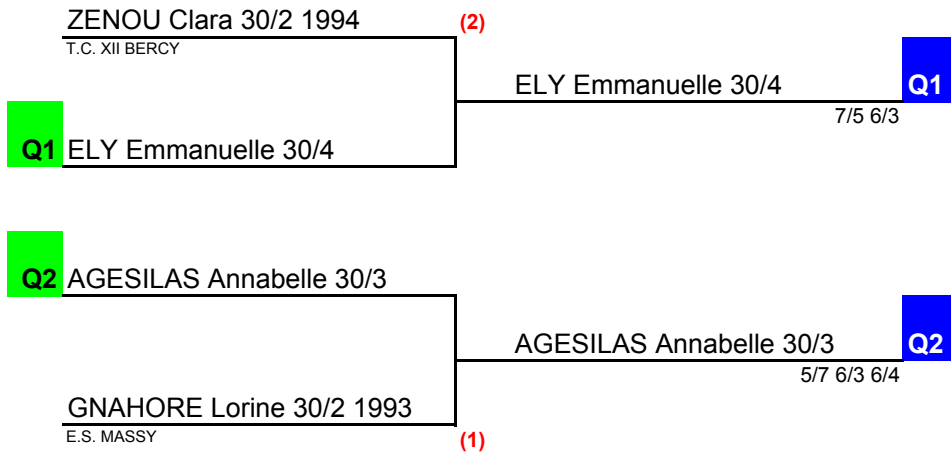 ZENOU Clara 30/2 1994 (2)
T.C. XII BERCY
ELY Emmanuelle 30/4 Q1
7/5 6/3
Q1 ELY Emmanuelle 30/4
Q2 AGESILAS Annabelle 30/3
AGESILAS Annabelle 30/3 Q2
5/7 6/3 6/4
GNAHORE Lorine 30/2 1993
E.S. MASSY (1)